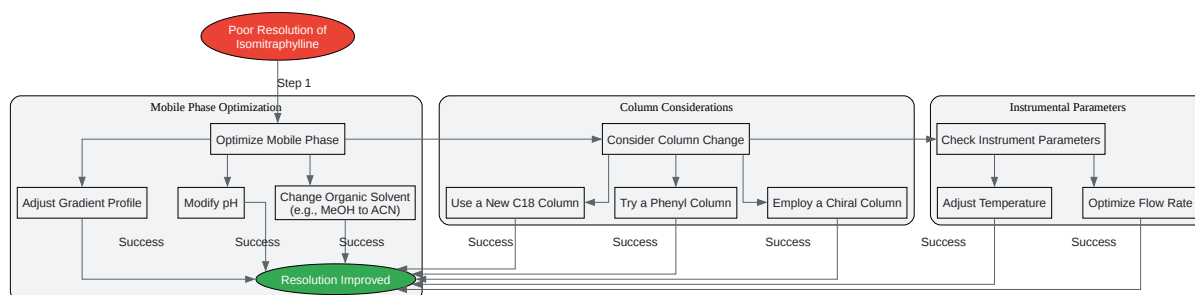 Poor Resolution of
Isomitraphylline
Step 1
Mobile Phase Optimization
Column Considerations
Instrumental Parameters
Optimize Mobile Phase
Consider Column Change
Check Instrument Parameters
Adjust Gradient Profile
Modify pH
Change Organic Solvent
(e.g., MeOH to ACN)
Use a New C18 Column
Try a Phenyl Column
Employ a Chiral Column
Adjust Temperature
Optimize Flow Rate
Success
Success
Success
Success
Success
Success
Success
Success
Resolution Improved